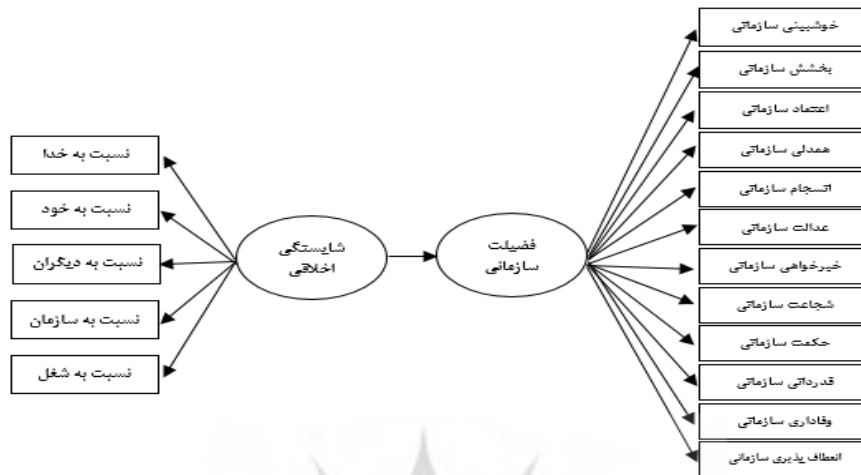 خوشبینی سازمانی
بخشش سازمانی
اعتماد سازمانی
همدلی سازمانی
انسجام سازمانی
عدالت سازمانی
خیرخواهی سازمانی
شجاعت سازمانی
حکمت سازمانی
قدردانی سازمانی
وفاداری سازمانی
انعطاف پذیری سازمانی
فضیلت
سازمانی
شایستگی
اخلاقی
نسبت به خدا
نسبت به خود
نسبت به دیگران
نسبت به سازمان
نسبت به شغل